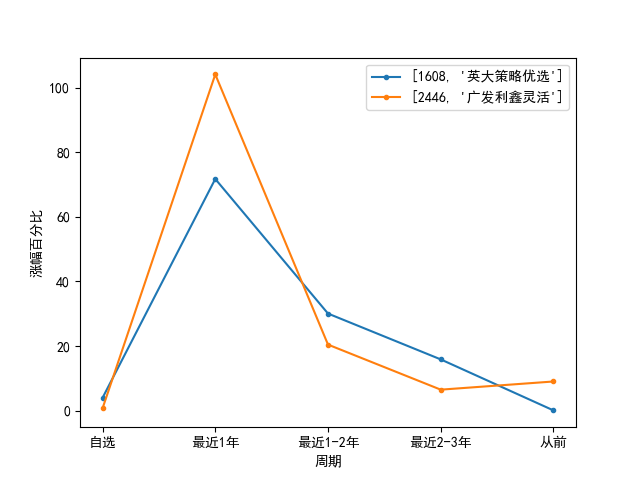 [1608, '英大策略优选']
[2446, '广发利鑫灵活']
涨幅百分比
100
80
60
40
20
0
自选 最近1年 最近1-2年 最近2-3年 从前
周期